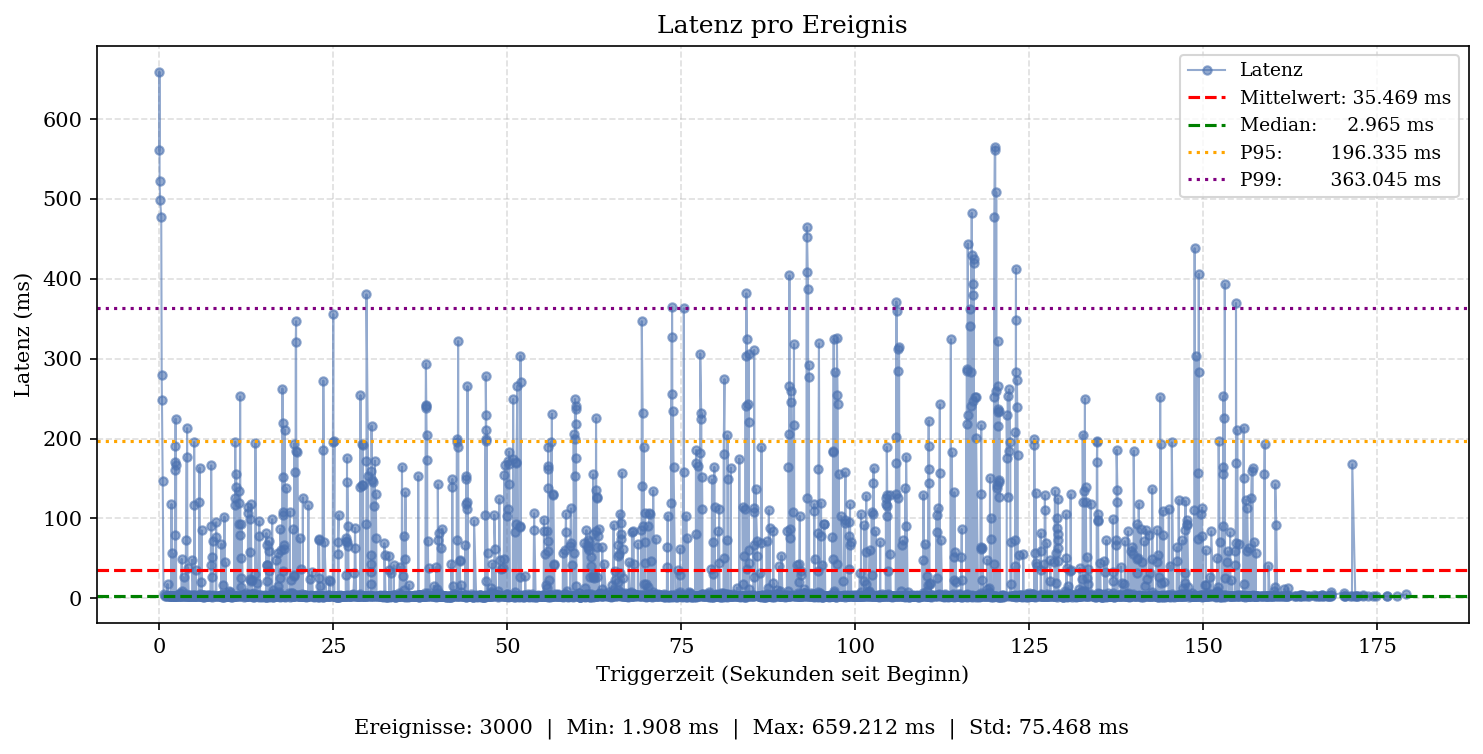 Latenz pro Ereignis
Latenz (ms)
600
500
400
300
200
100
0
Latenz
Mittelwert: 35.469 ms
Median: 2.965 ms
P95: 196.335 ms
P99: 363.045 ms
0 25 50 75 100 125 150 175
Triggerzeit (Sekunden seit Beginn)
Ereignisse: 3000 | Min: 1.908 ms | Max: 659.212 ms | Std: 75.468 ms